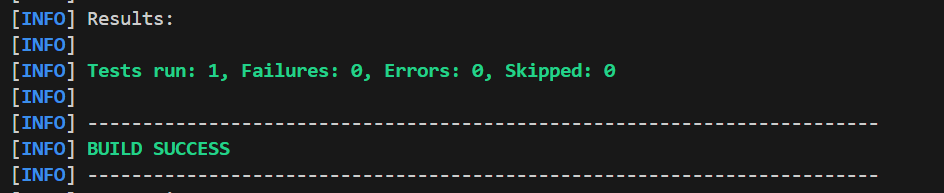 [INFO] Results:
[INFO]
[INFO] Tests run: 1, Failures: 0, Errors: 0, Skipped: 0
[INFO]
[INFO] ------------------------------------------------------------------------
[INFO] BUILD SUCCESS
[INFO] ------------------------------------------------------------------------